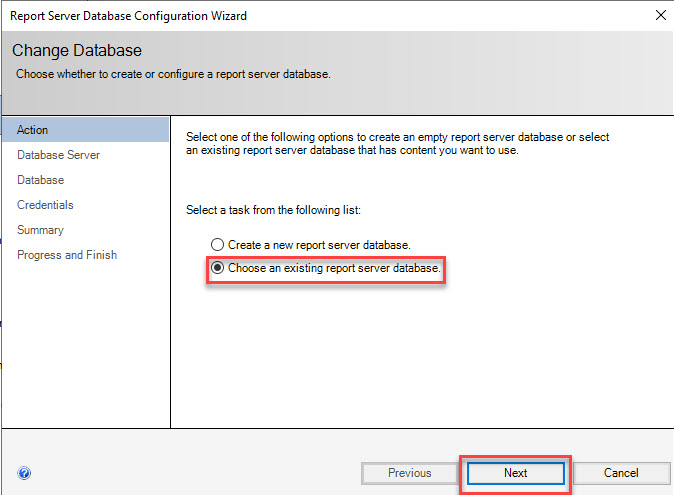 Report Server Database Configuration Wizard
Change Database
Choose whether to create or configure a report server database.
Action
Database Server
Database
Credentials
Summary
Progress and Finish
Select one of the following options to create an empty report server database or select
an existing report server database that has content you want to use.
Select a task from the following list:
Create a new report server database.
Choose an existing report server database.
Previous
Next
Cancel